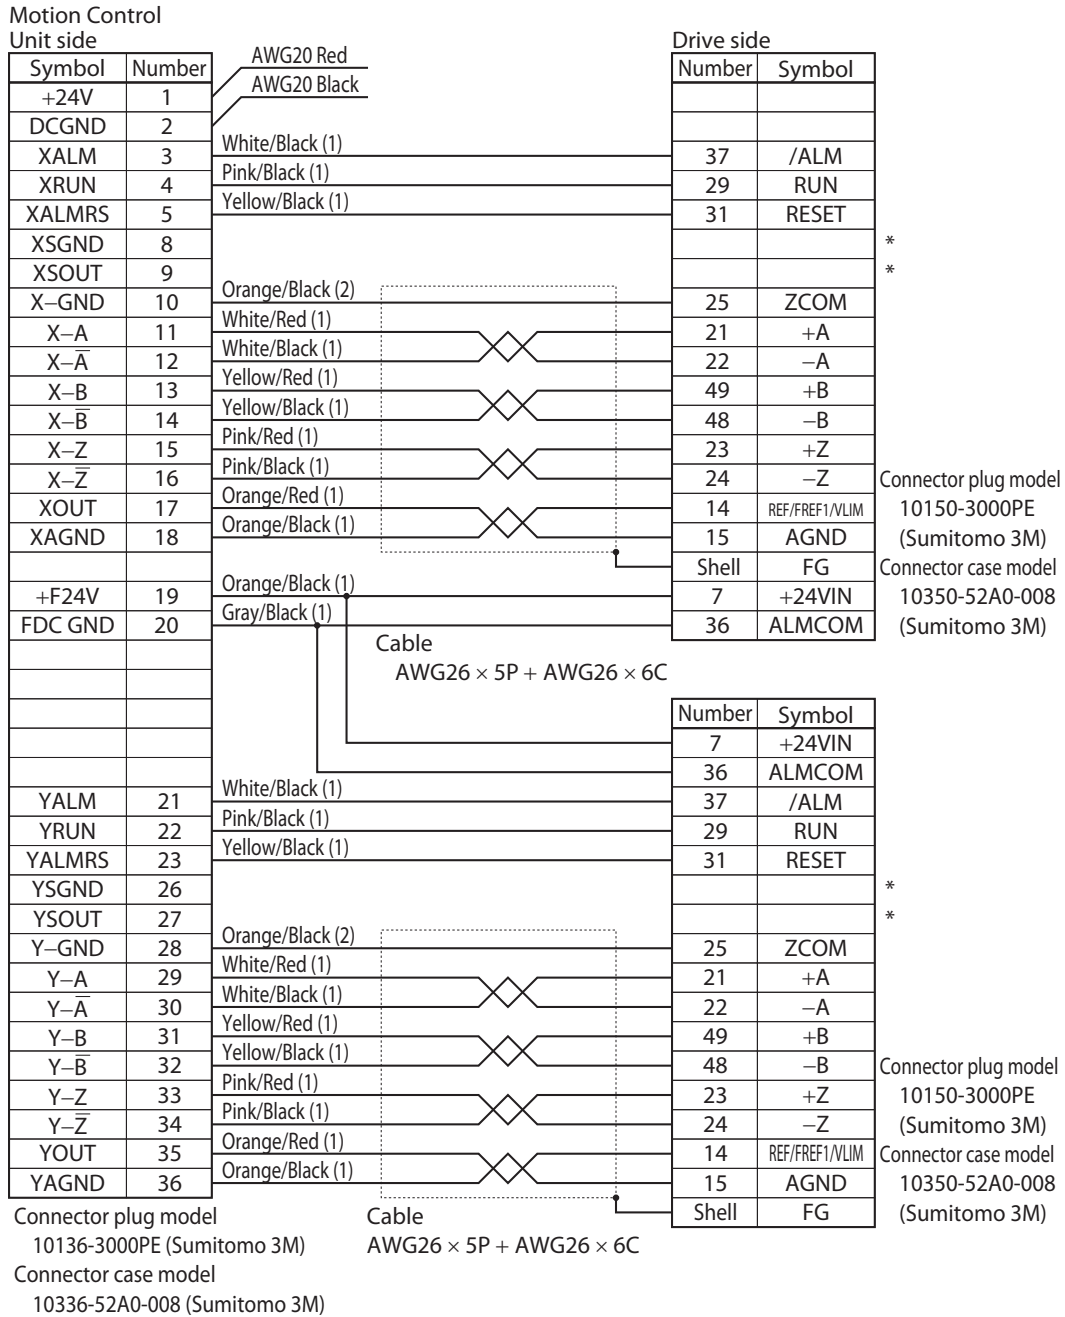 Motion Control
Unit side
Drive side
Symbol Number AWG20 Red Number Symbol
+24V 1 AWG20 Black
DCGND 2
XALM 3 White/Black (1) 37 /ALM
XRUN 4 Pink/Black (1) 29 RUN
XALMRS 5 Yellow/Black (1) 31 RESET
XSGND 8 *
XSOUT 9 *
X–GND 10 Orange/Black (2) 25 ZCOM
X–A 11 White/Red (1) 21 +A
X–A̅ 12 White/Black (1) 22 –A
X–B 13 Yellow/Red (1) 49 +B
X–B̅ 14 Yellow/Black (1) 48 –B
X–Z 15 Pink/Red (1) 23 +Z
X–Z̅ 16 Pink/Black (1) 24 –Z Connector plug model
XOUT 17 Orange/Red (1) 14 REF/FREF1/VLIM 10150-3000PE
XAGND 18 Orange/Black (1) 15 AGND (Sumitomo 3M)
Shell FG Connector case model
+F24V 19 Orange/Black (1) 7 +24VIN 10350-52A0-008
FDC GND 20 Gray/Black (1) 36 ALMCOM (Sumitomo 3M)
Cable
AWG26 × 5P + AWG26 × 6C
Number Symbol
7 +24VIN
36 ALMCOM
YALM 21 White/Black (1) 37 /ALM
YRUN 22 Pink/Black (1) 29 RUN
YALMRS 23 Yellow/Black (1) 31 RESET
YSGND 26 *
YSOUT 27 *
Y–GND 28 Orange/Black (2) 25 ZCOM
Y–A 29 White/Red (1) 21 +A
Y–A̅ 30 White/Black (1) 22 –A
Y–B 31 Yellow/Red (1) 49 +B
Y–B̅ 32 Yellow/Black (1) 48 –B Connector plug model
Y–Z 33 Pink/Red (1) 23 +Z 10150-3000PE
Y–Z̅ 34 Pink/Black (1) 24 –Z (Sumitomo 3M)
YOUT 35 Orange/Red (1) 14 REF/FREF1/VLIM Connector case model
YAGND 36 Orange/Black (1) 15 AGND 10350-52A0-008
Shell FG (Sumitomo 3M)
Connector plug model
10136-3000PE (Sumitomo 3M)
Connector case model
10336-52A0-008 (Sumitomo 3M)
Cable
AWG26 × 5P + AWG26 × 6C